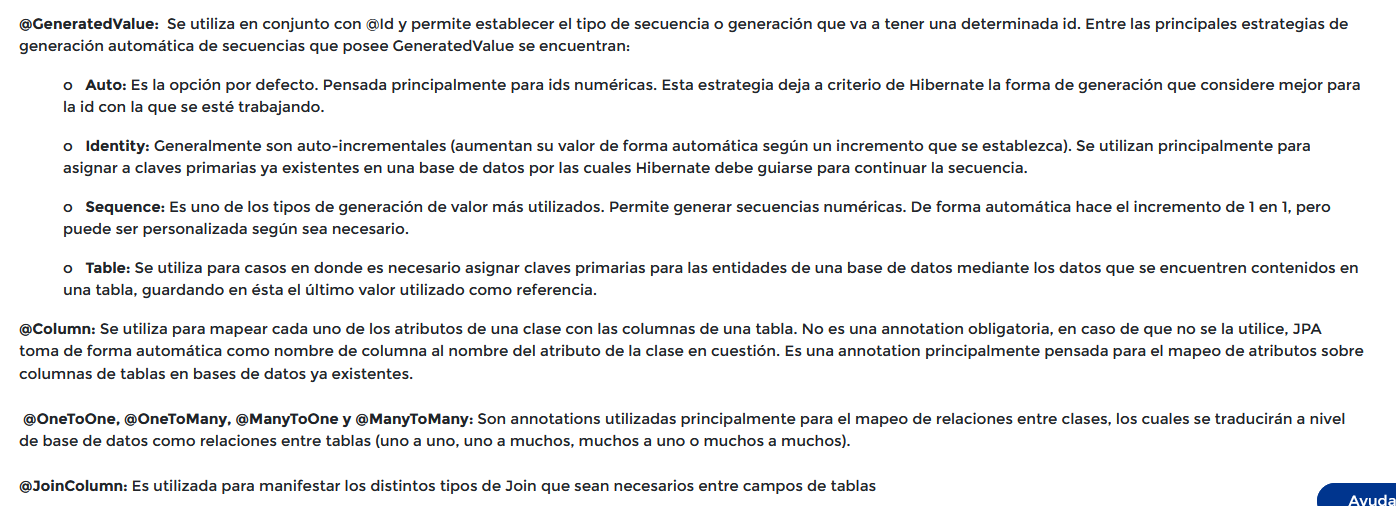 @GeneratedValue: Se utiliza en conjunto con @Id y permite establecer el tipo de secuencia o generación que va a tener una determinada id. Entre las principales estrategias de
generación automática de secuencias que posee GeneratedValue se encuentran:
o Auto: Es la opción por defecto. Pensada principalmente para ids numéricas. Esta estrategia deja a criterio de Hibernate la forma de generación que considere mejor para
la id con la que se esté trabajando.
o Identity: Generalmente son auto-incrementales (aumentan su valor de forma automática según un incremento que se establezca). Se utilizan principalmente para
asignar a claves primarias ya existentes en una base de datos por las cuales Hibernate debe guiarse para continuar la secuencia.
o Sequence: Es uno de los tipos de generación de valor más utilizados. Permite generar secuencias numéricas. De forma automática hace el incremento de 1 en 1, pero
puede ser personalizada según sea necesario.
o Table: Se utiliza para casos en donde es necesario asignar claves primarias para las entidades de una base de datos mediante los datos que se encuentren contenidos en
una tabla, guardando en ésta el último valor utilizado como referencia.
@Column: Se utiliza para mapear cada uno de los atributos de una clase con las columnas de una tabla. No es una annotation obligatoria, en caso de que no se la utilice, JPA
toma de forma automática como nombre de columna al nombre del atributo de la clase en cuestión. Es una annotation principalmente pensada para el mapeo de atributos sobre
columnas de tablas en bases de datos ya existentes.
@OneToOne, @OneToMany, @ManyToOne y @ManyToMany: Son annotations utilizadas principalmente para el mapeo de relaciones entre clases, los cuales se traducirán a nivel
de base de datos como relaciones entre tablas (uno a uno, uno a muchos, muchos a uno o muchos a muchos).
@JoinColumn: Es utilizada para manifestar los distintos tipos de Join que sean necesarios entre campos de tablas
Ayuda